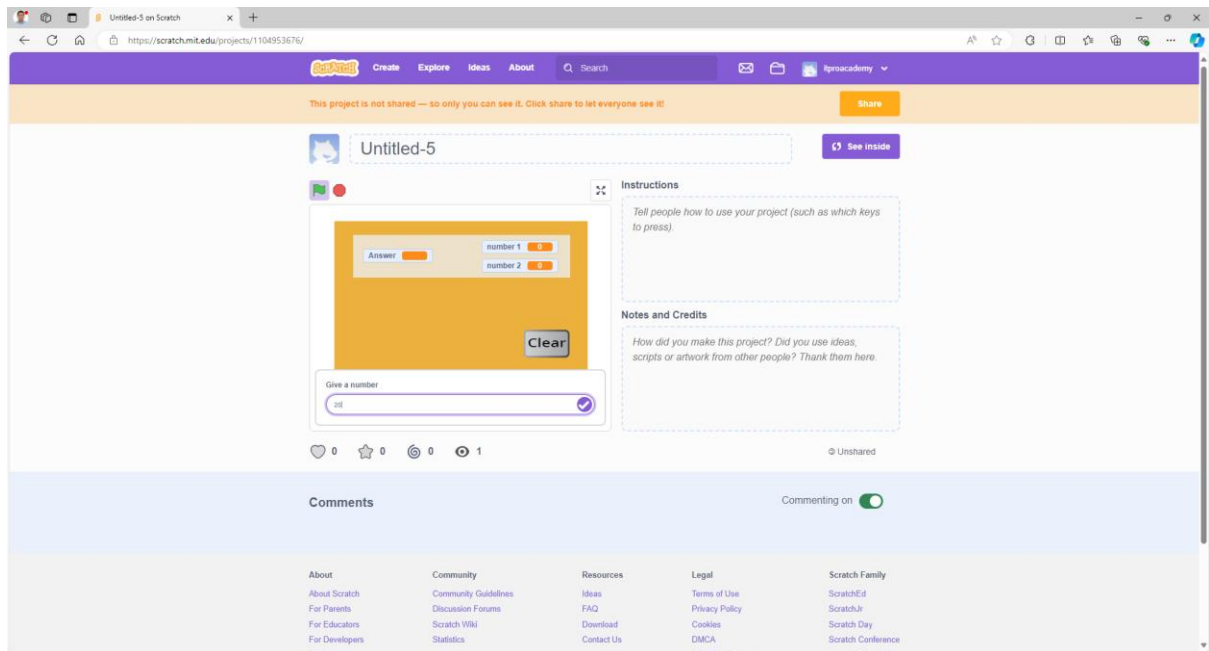 Untitled-5 on Scratch
https://scratch.mit.edu/projects/1104953676/
SCRATCH Create Explore Ideas About Search itproacademy
This project is not shared — so only you can see it. Click share to let everyone see it! Share
Untitled-5 See inside
Instructions
Tell people how to use your project (such as which keys
to press).
Answer
number 1 0
number 2 0
Clear
Give a number
Notes and Credits
How did you make this project? Did you use ideas,
scripts or artwork from other people? Thank them here.
0 0 0 1 Unshared
Comments Commenting on
About Community Resources Legal Scratch Family
About Scratch Community Guidelines Ideas Terms of Use ScratchEd
For Parents Discussion Forums FAQ Privacy Policy ScratchJr
For Educators Scratch Wiki Download Cookies Scratch Day
For Developers Statistics Contact Us DMCA Scratch Conference